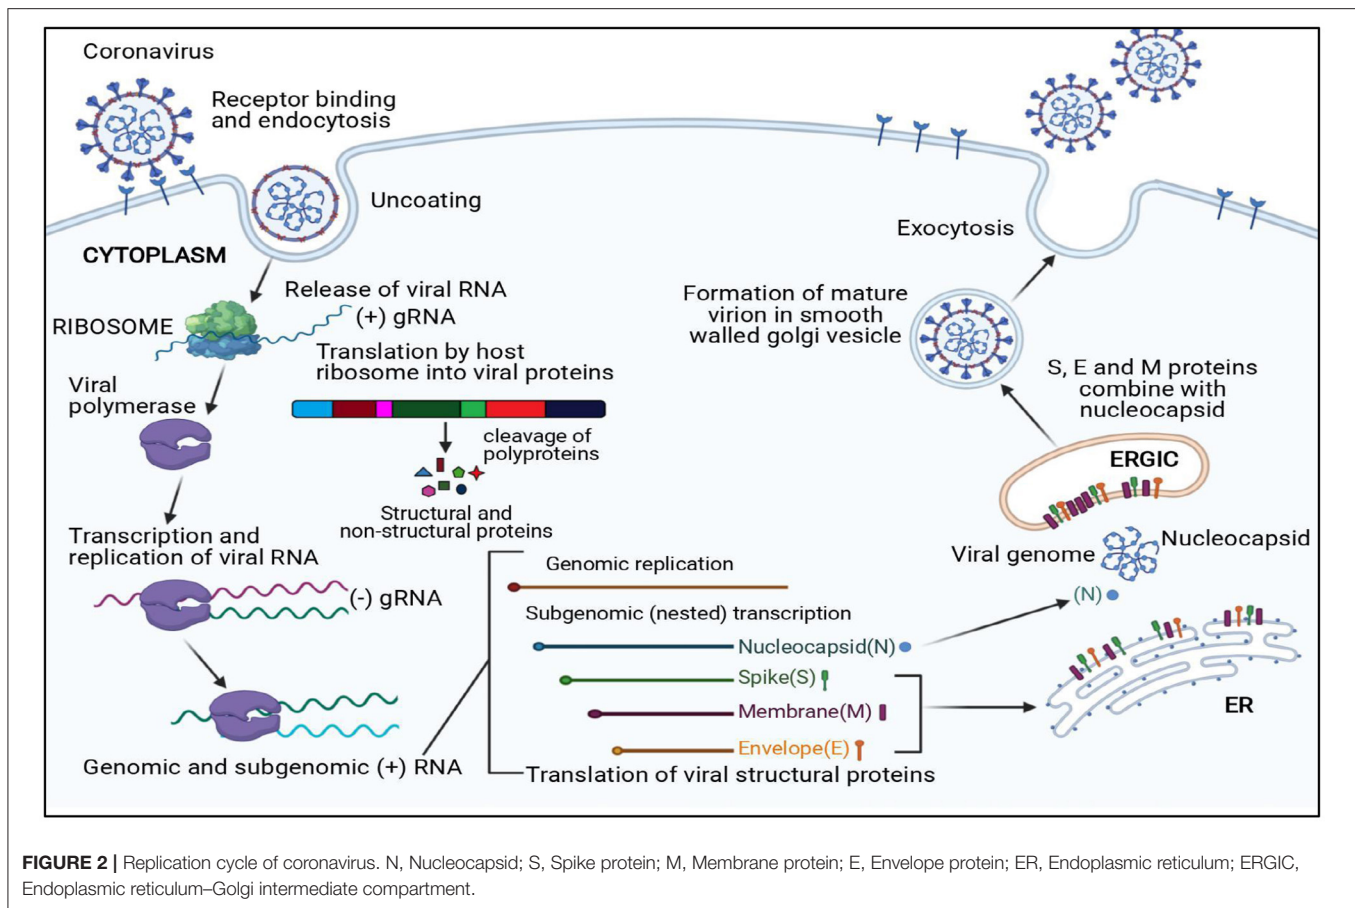 Coronavirus
Receptor binding
and endocytosis
Uncoating
CYTOPLASM
Release of viral RNA
(+) gRNA
RIBOSOME
Translation by host
ribosome into viral proteins
Viral
polymerase
cleavage of
polyproteins
Structural and
non-structural proteins
Transcription and
replication of viral RNA
(-) gRNA
Genomic and subgenomic (+) RNA
Genomic replication
Subgenomic (nested) transcription
Nucleocapsid(N)
Spike(S)
Membrane(M)
Envelope(E)
Translation of viral structural proteins
Exocytosis
Formation of mature
virion in smooth
walled golgi vesicle
S, E and M proteins
combine with
nucleocapsid
ERGIC
Viral genome
Nucleocapsid
(N)
ER
FIGURE 2 | Replication cycle of coronavirus. N, Nucleocapsid; S, Spike protein; M, Membrane protein; E, Envelope protein; ER, Endoplasmic reticulum; ERGIC,
Endoplasmic reticulum–Golgi intermediate compartment.